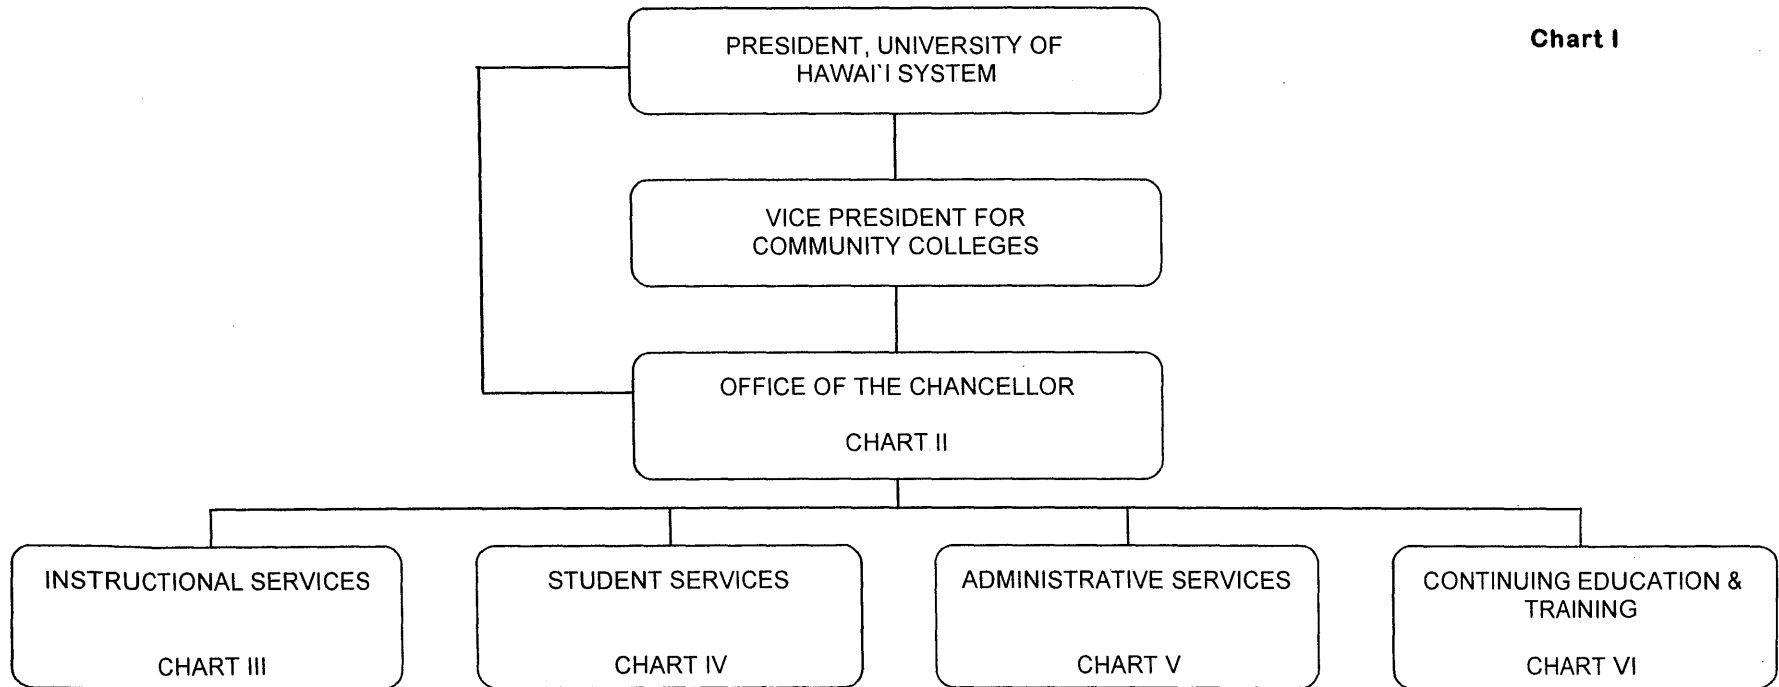 Chart I
PRESIDENT, UNIVERSITY OF
HAWAI`I SYSTEM
VICE PRESIDENT FOR
COMMUNITY COLLEGES
OFFICE OF THE CHANCELLOR
CHART II
INSTRUCTIONAL SERVICES
CHART III
STUDENT SERVICES
CHART IV
ADMINISTRATIVE SERVICES
CHART V
CONTINUING EDUCATION &
TRAINING
CHART VI